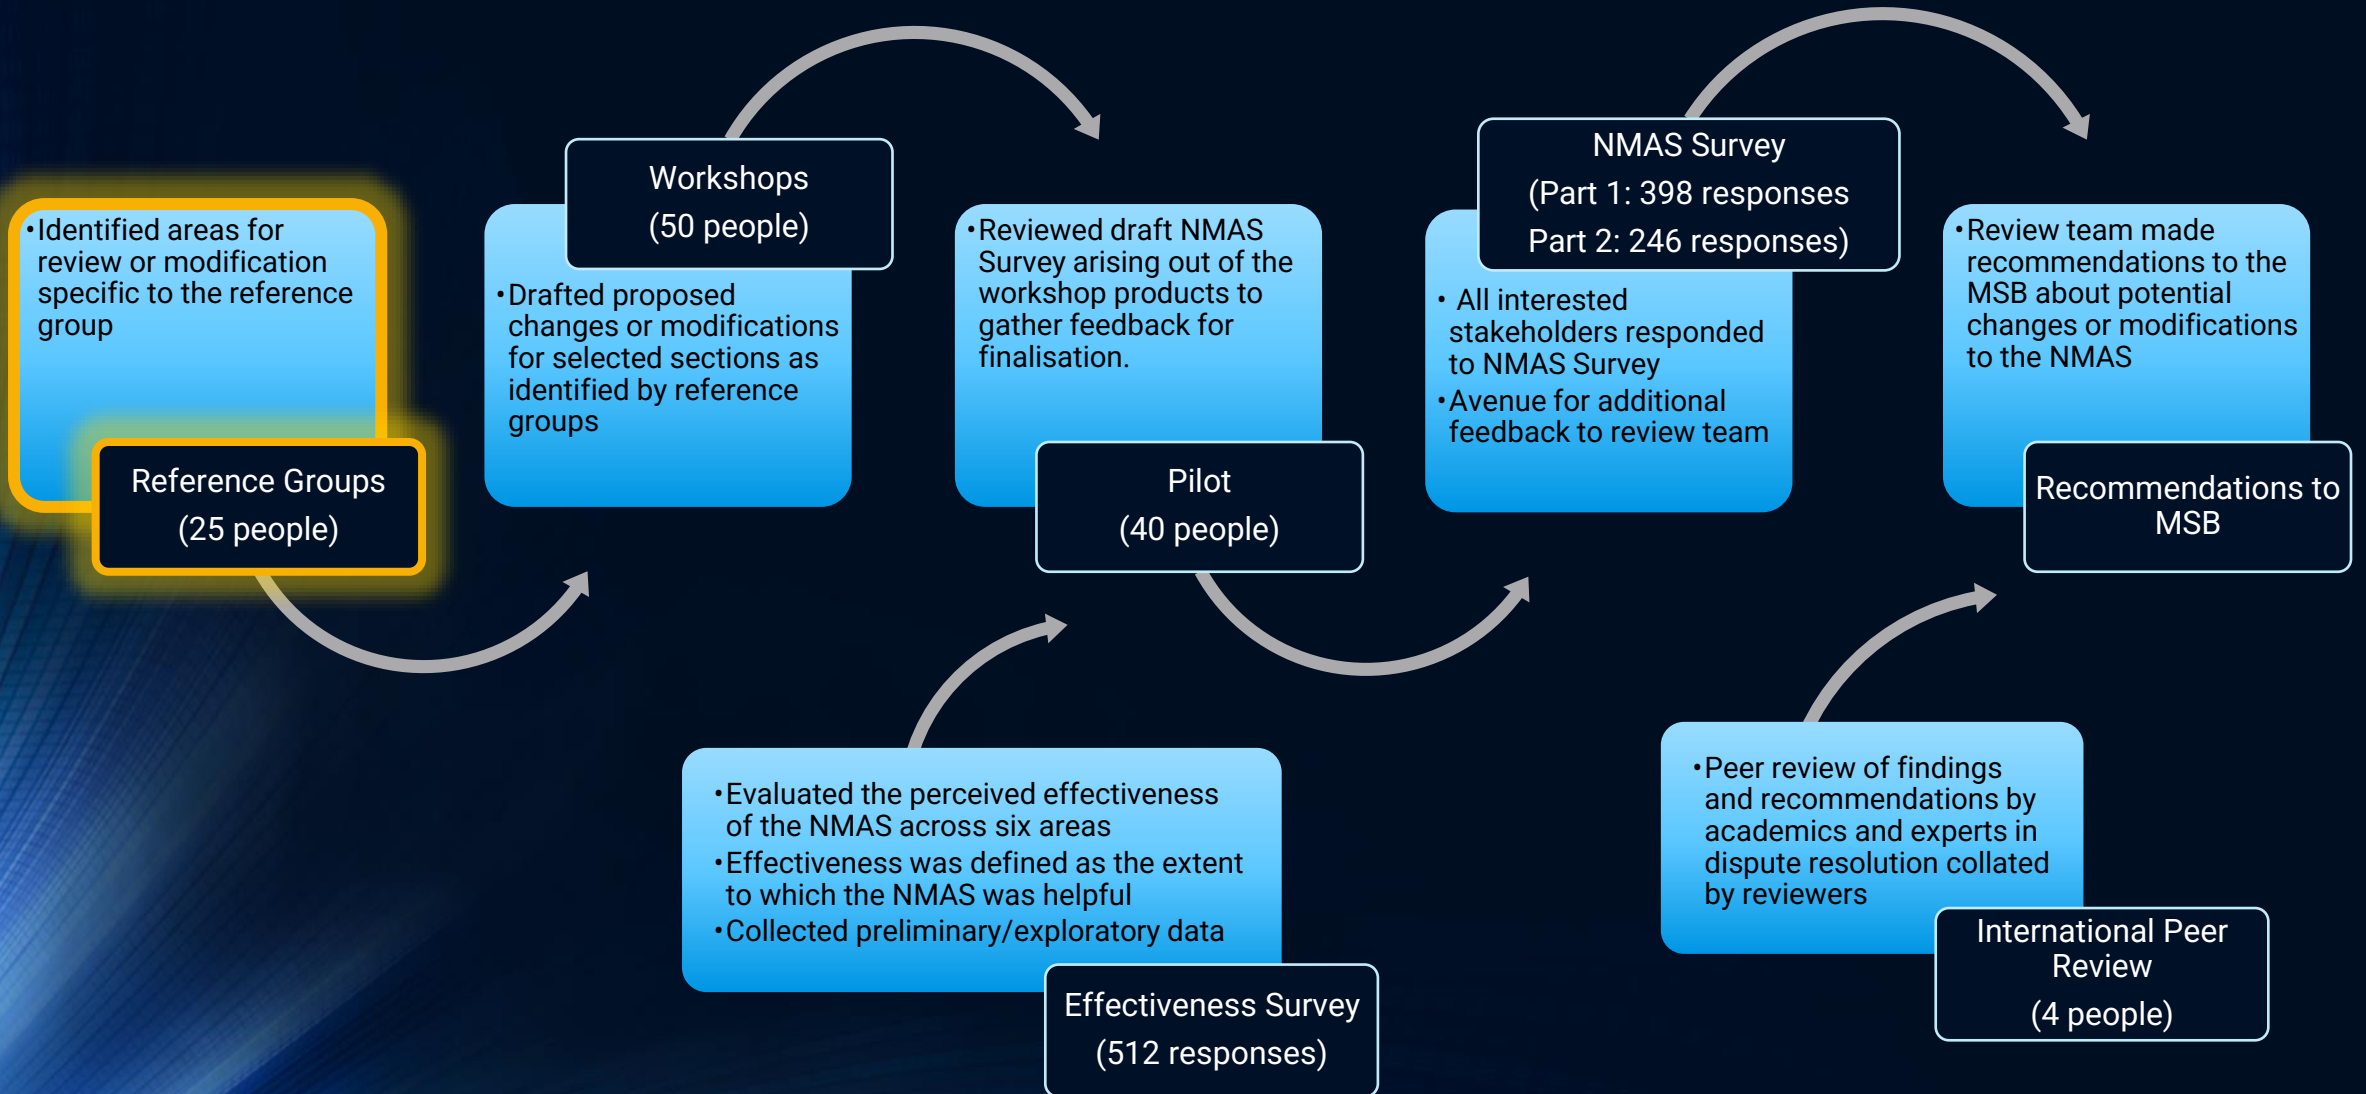 •Identified areas for
review or modification
specific to the reference
group
Reference Groups
(25 people)
Workshops
(50 people)
•Drafted proposed
changes or modifications
for selected sections as
identified by reference
groups
•Reviewed draft NMAS
Survey arising out of the
workshop products to
gather feedback for
finalisation.
Pilot
(40 people)
NMAS Survey
(Part 1: 398 responses
Part 2: 246 responses)
• All interested
stakeholders responded
to NMAS Survey
•Avenue for additional
feedback to review team
•Review team made
recommendations to the
MSB about potential
changes or modifications
to the NMAS
Recommendations to
MSB
•Evaluated the perceived effectiveness
of the NMAS across six areas
•Effectiveness was defined as the extent
to which the NMAS was helpful
•Collected preliminary/exploratory data
Effectiveness Survey
(512 responses)
•Peer review of findings
and recommendations by
academics and experts in
dispute resolution collated
by reviewers
International Peer
Review
(4 people)